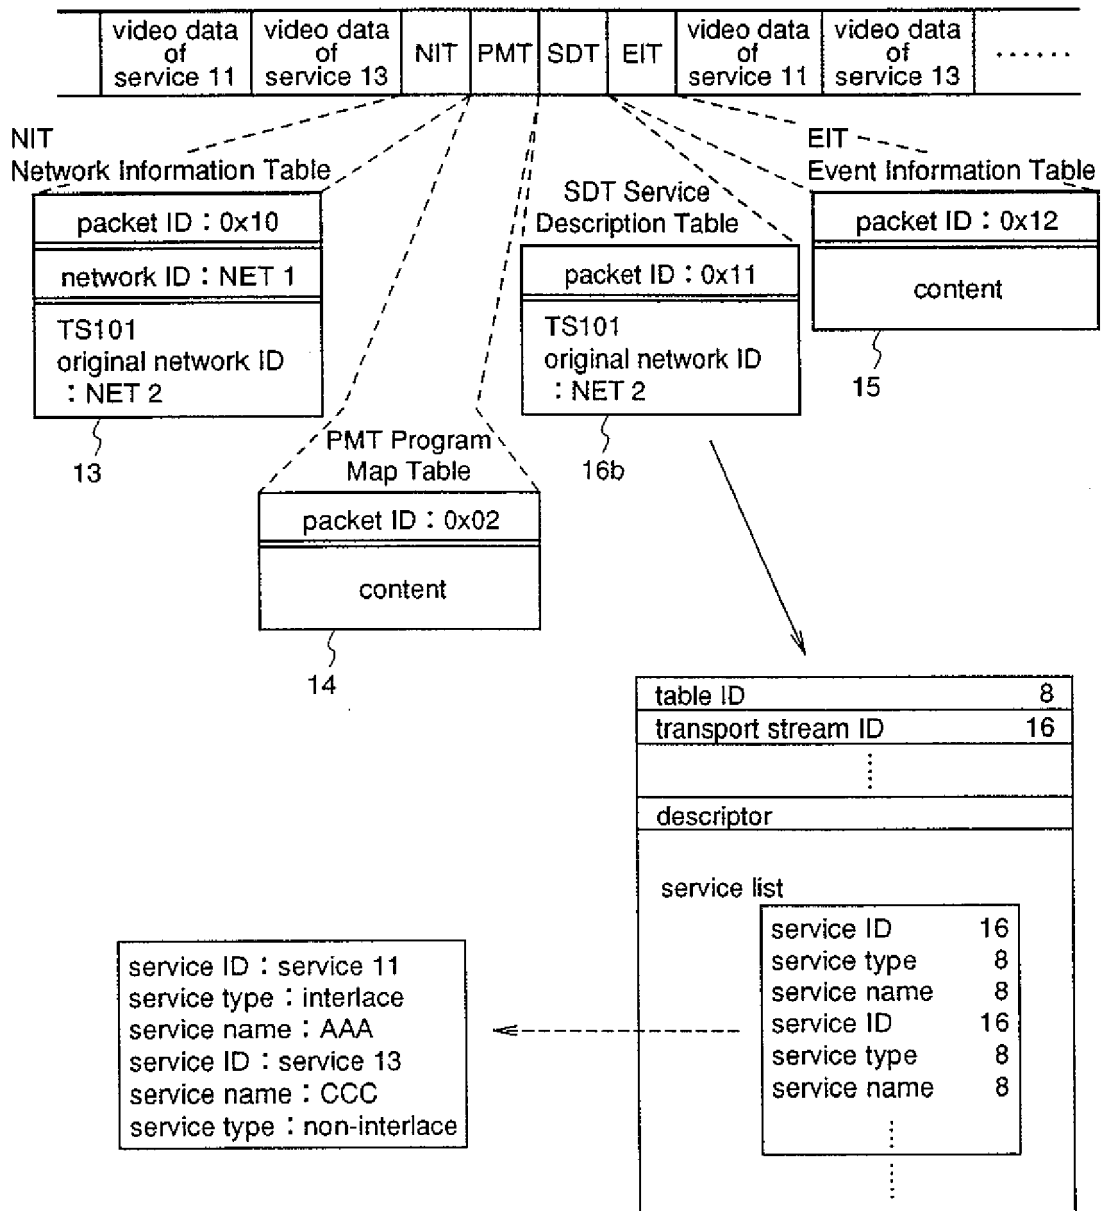 video data of service 11
video data of service 13
NIT
PMT
SDT
EIT
video data of service 11
video data of service 13
......
NIT
Network Information Table
packet ID : 0x10
network ID : NET 1
TS101
original network ID
: NET 2
13
PMT Program
Map Table
packet ID : 0x02
content
14
SDT Service
Description Table
packet ID : 0x11
TS101
original network ID
: NET 2
16b
EIT
Event Information Table
packet ID : 0x12
content
15
table ID 8
transport stream ID 16
descriptor
service list
service ID 16
service type 8
service name 8
service ID 16
service type 8
service name 8
service ID : service 11
service type : interlace
service name : AAA
service ID : service 13
service name : CCC
service type : non-interlace